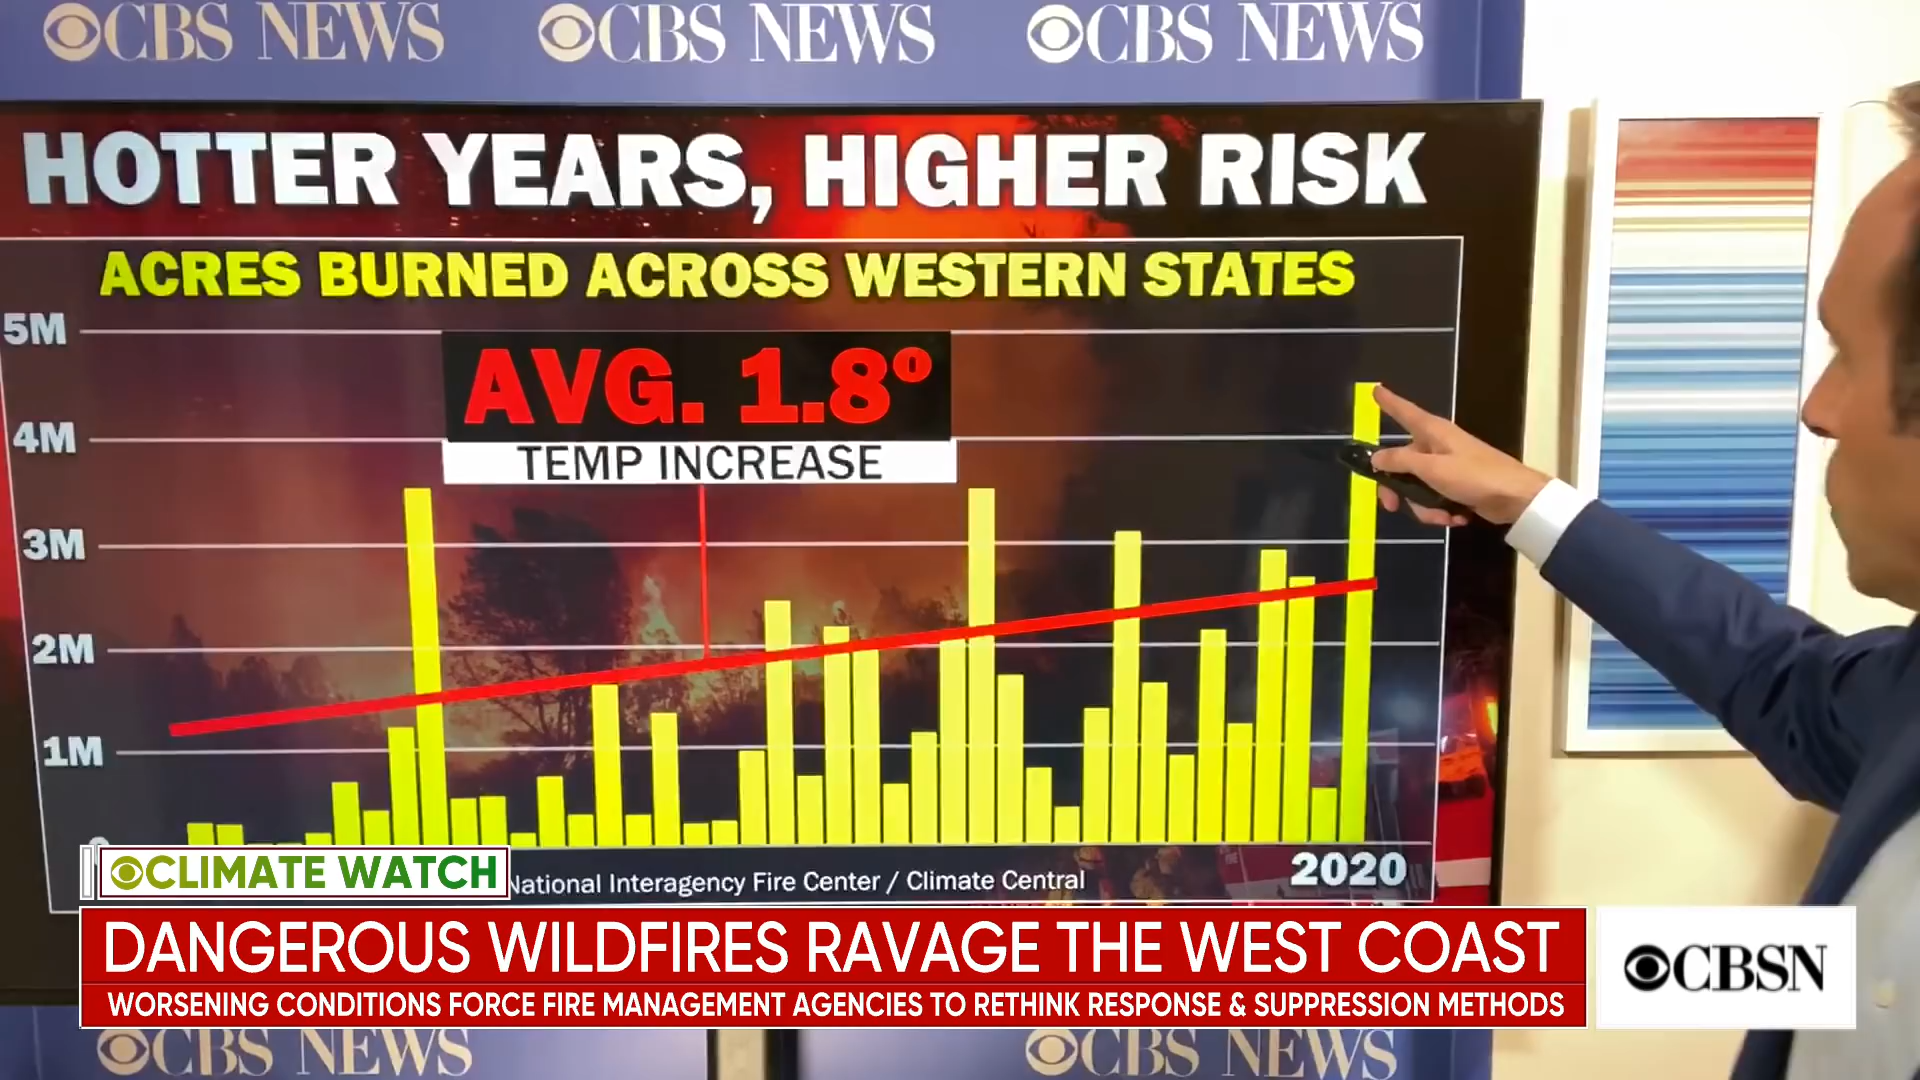 CBS NEWS CBS NEWS CBS NEWS
HOTTER YEARS, HIGHER RISK
ACRES BURNED ACROSS WESTERN STATES
5M
AVG. 1.8°
TEMP INCREASE
4M
3M
2M
1M
2020
National Interagency Fire Center / Climate Central
CLIMATE WATCH
DANGEROUS WILDFIRES RAVAGE THE WEST COAST
WORSENING CONDITIONS FORCE FIRE MANAGEMENT AGENCIES TO RETHINK RESPONSE & SUPPRESSION METHODS
CBSN
CBS NEWS CBS NEWS